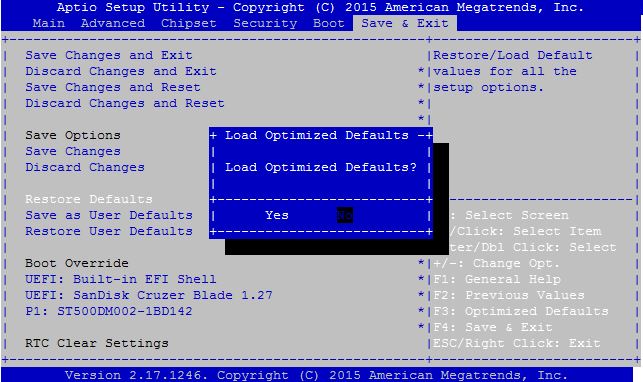 Aptio Setup Utility – Copyright (C) 2015 American Megatrends, Inc.
Main Advanced Chipset Security Boot Save & Exit
Save Changes and Exit
Discard Changes and Exit
Save Changes and Reset
Discard Changes and Reset
Save Options
Save Changes
Discard Changes
Restore Defaults
Save as User Defaults
Restore User Defaults
Boot Override
UEFI: Built-in EFI Shell
UEFI: SanDisk Cruzer Blade 1.27
P1: ST500DM002-1BD142
RTC Clear Settings
Load Optimized Defaults
Load Optimized Defaults?
Yes No
Restore/Load Default
values for all the
setup options.
: Select Screen
/Click: Select Item
ter/Dbl Click: Select
+/-: Change Opt.
F1: General Help
F2: Previous Values
F3: Optimized Defaults
F4: Save & Exit
ESC/Right Click: Exit
Version 2.17.1246. Copyright (C) 2015 American Megatrends, Inc.